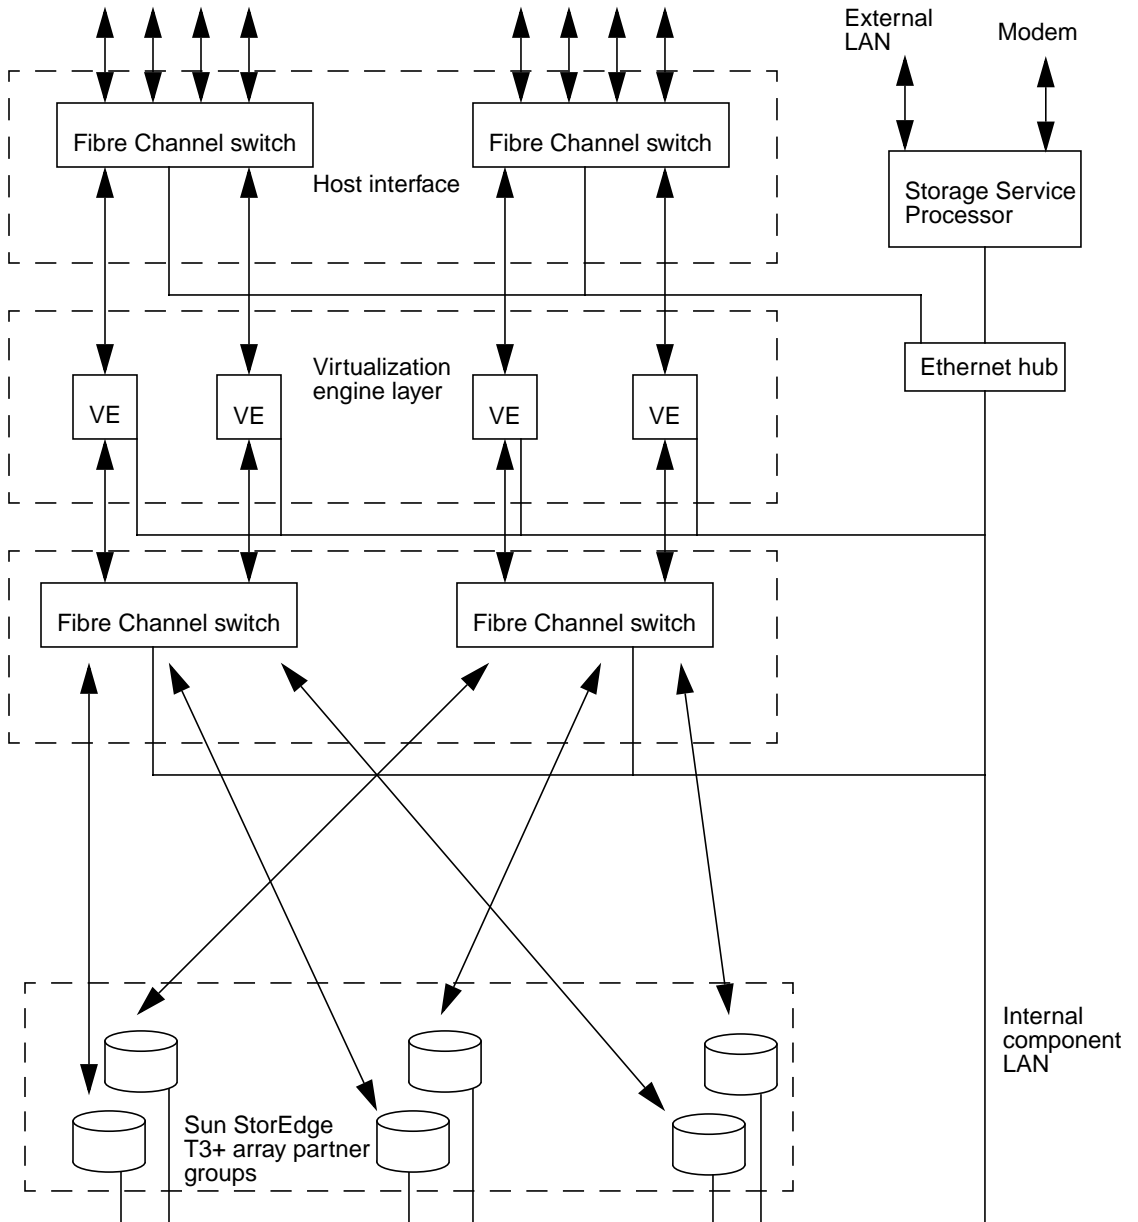 External
LAN
Modem
Fibre Channel switch
Fibre Channel switch
Host interface
Storage Service
Processor
Virtualization
engine layer
Ethernet hub
VE
VE
VE
VE
Fibre Channel switch
Fibre Channel switch
Internal
component
LAN
Sun StorEdge
T3+ array partner
groups